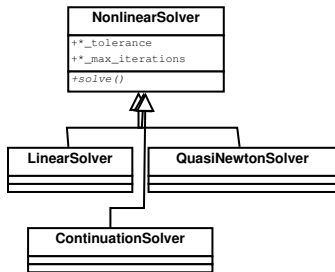 NonlinearSolver
+*_tolerance
+*_max_iterations
+solve()
LinearSolver
QuasiNewtonSolver
ContinuationSolver